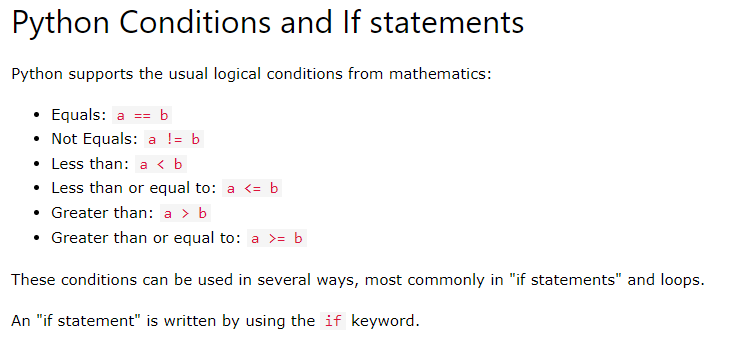 Python Conditions and If statements
Python supports the usual logical conditions from mathematics:
• Equals: a == b
• Not Equals: a != b
• Less than: a < b
• Less than or equal to: a <= b
• Greater than: a > b
• Greater than or equal to: a >= b
These conditions can be used in several ways, most commonly in "if statements" and loops.
An "if statement" is written by using the if keyword.